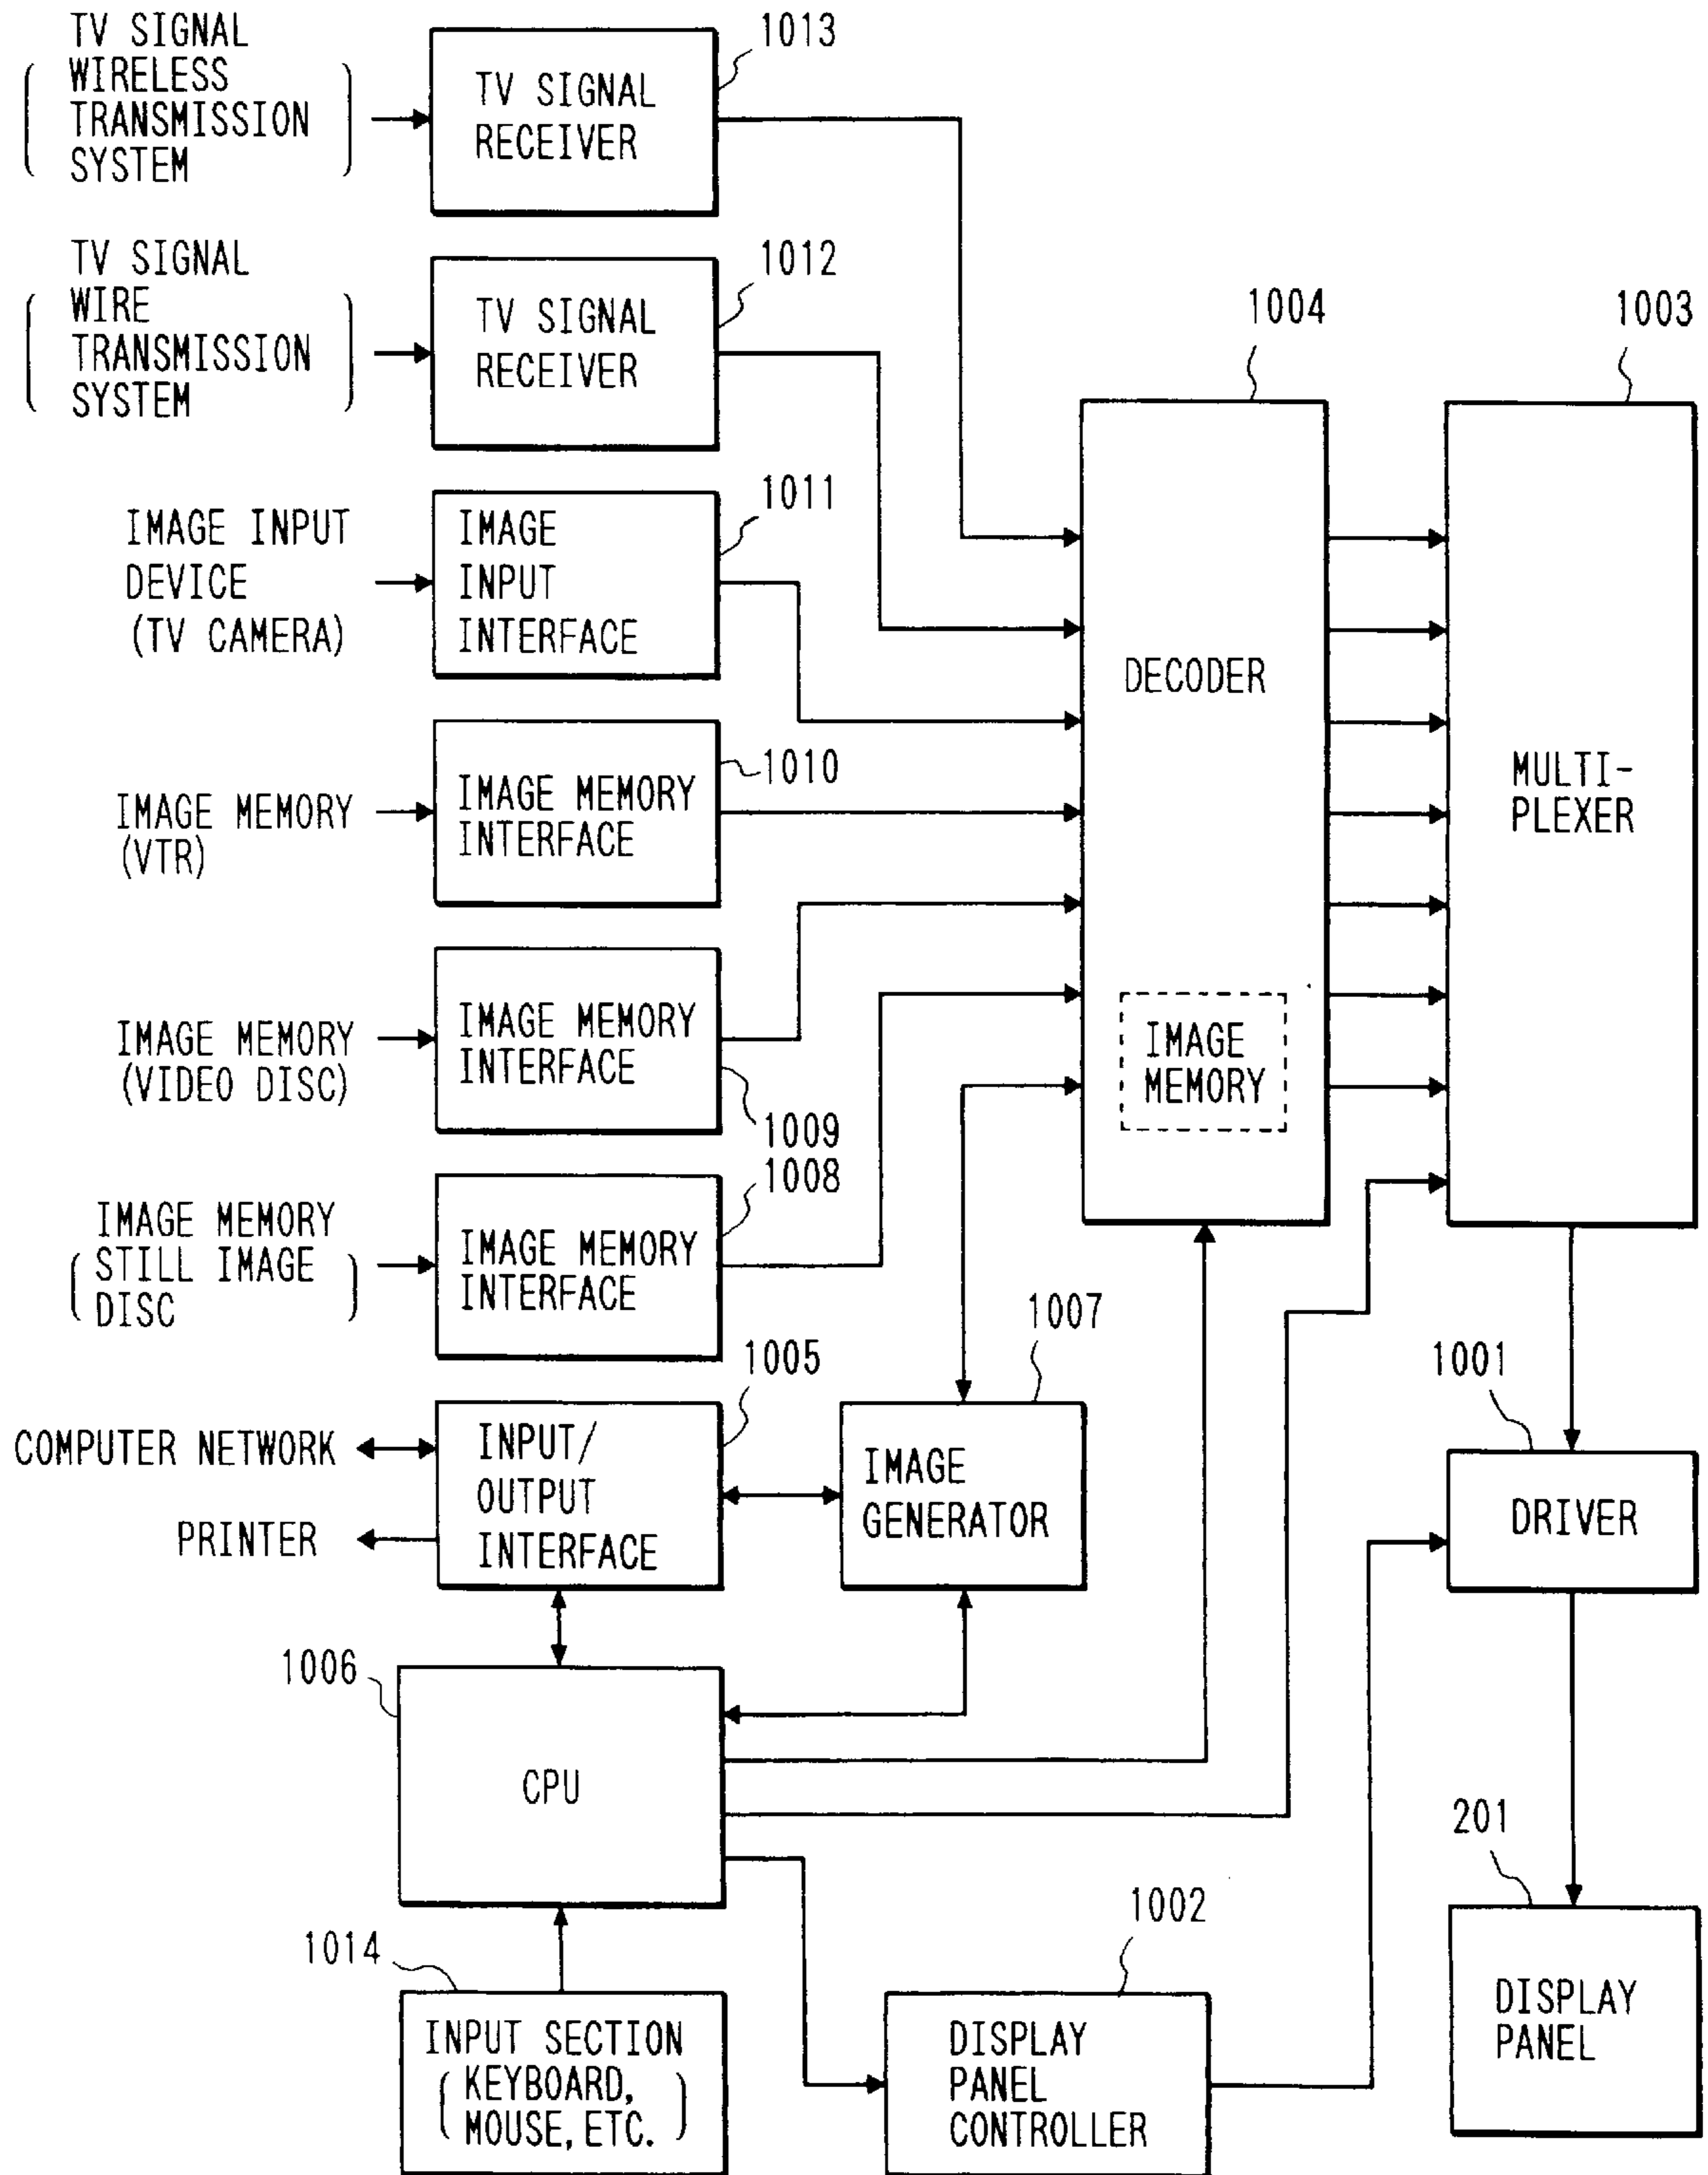 TV SIGNAL
WIRELESS
TRANSMISSION
SYSTEM
TV SIGNAL
RECEIVER
1013
TV SIGNAL
WIRE
TRANSMISSION
SYSTEM
TV SIGNAL
RECEIVER
1012
IMAGE INPUT
DEVICE
(TV CAMERA)
IMAGE
INPUT
INTERFACE
1011
IMAGE MEMORY
(VTR)
IMAGE MEMORY
INTERFACE
1010
IMAGE MEMORY
(VIDEO DISC)
IMAGE MEMORY
INTERFACE
1009
IMAGE MEMORY
STILL IMAGE
DISC
IMAGE MEMORY
INTERFACE
1008
1004
DECODER
IMAGE
MEMORY
1003
MULTI-
PLEXER
COMPUTER NETWORK
PRINTER
INPUT/
OUTPUT
INTERFACE
1005
IMAGE
GENERATOR
1007
1001
DRIVER
1006
CPU
201
DISPLAY
PANEL
1014
INPUT SECTION
KEYBOARD,
MOUSE, ETC.
1002
DISPLAY
PANEL
CONTROLLER